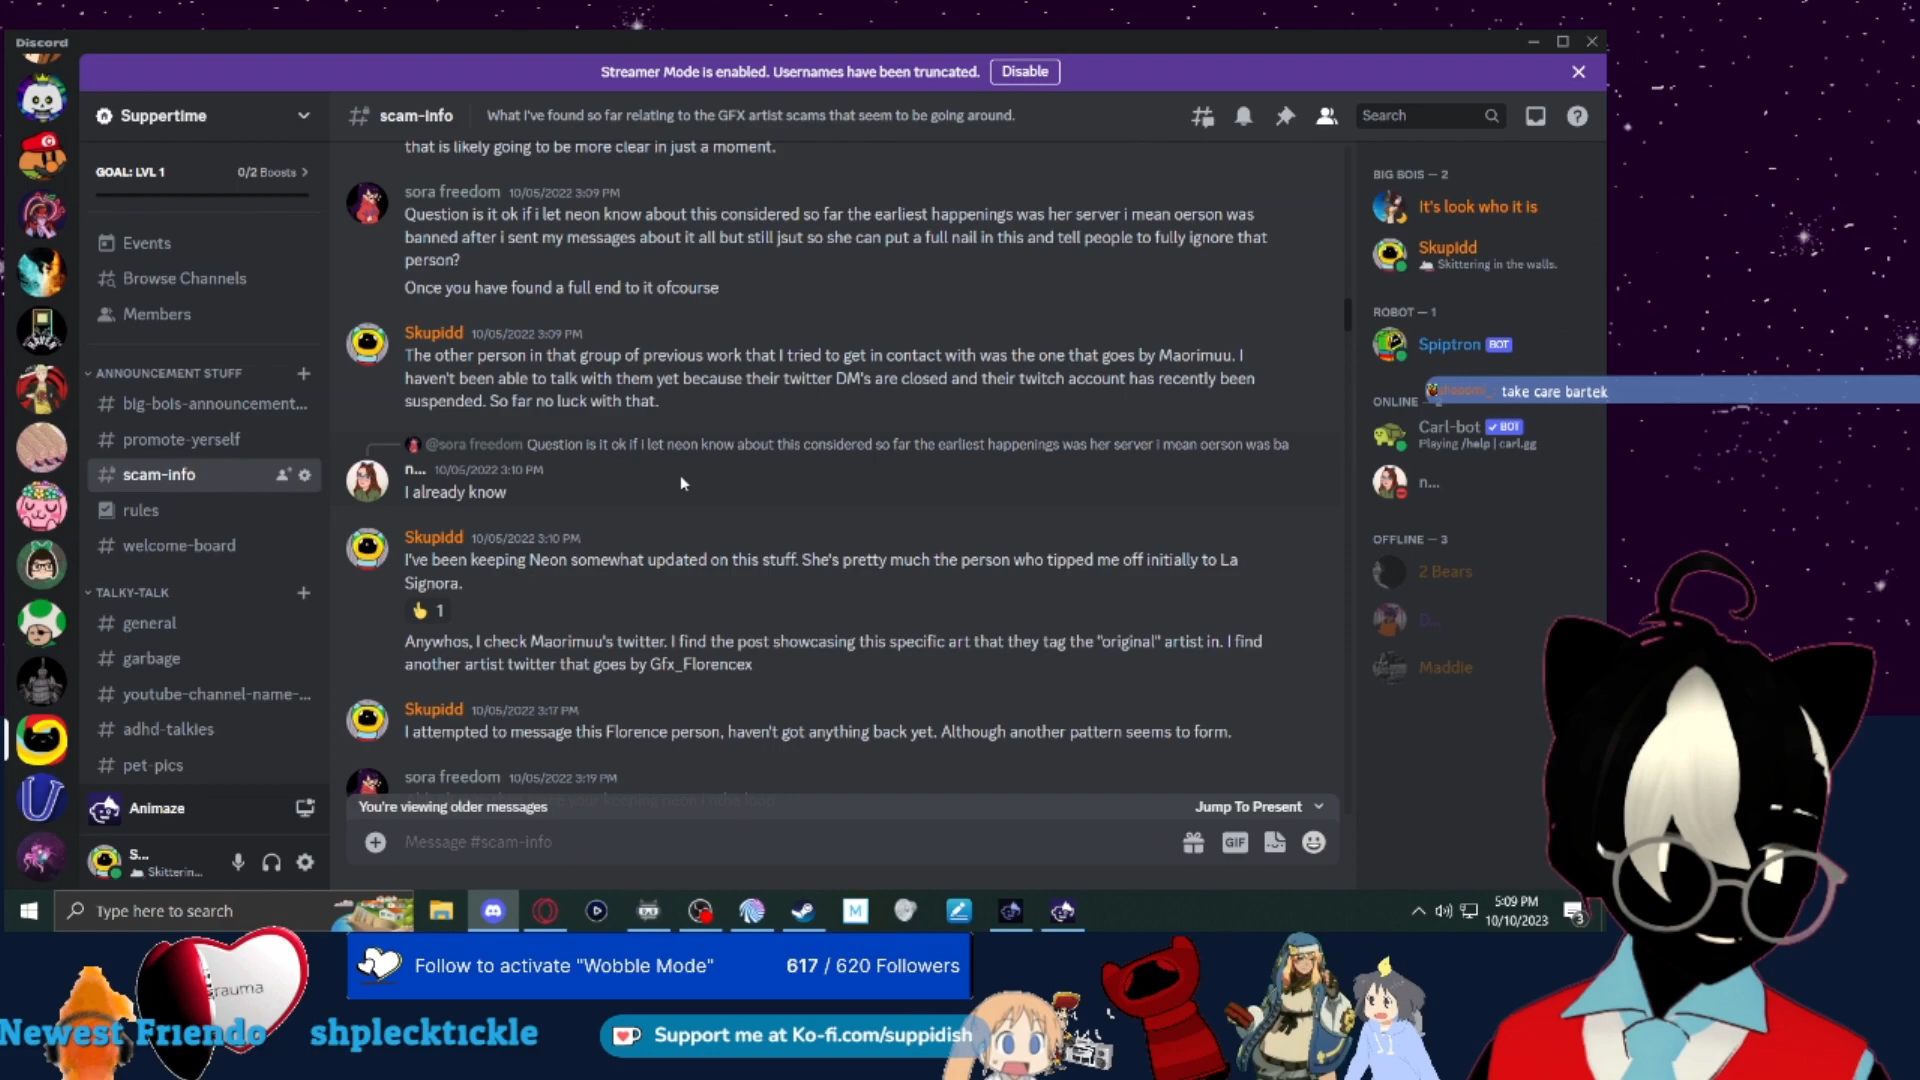 Discord
Streamer Mode is enabled. Usernames have been truncated. Disable
Suppertime
scam-info What I've found so far relating to the GFX artist scams that seem to be going around.
Search
GOAL: LVL 1 0/2 Boosts
Events
Browse Channels
Members
ANNOUNCEMENT STUFF
big-bois-announcement...
promote-yerself
scam-info
rules
welcome-board
TALKY-TALK
general
garbage
youtube-channel-name-...
adhd-talkies
pet-pics
Animaze
S...
Skitterin...
that is likely going to be more clear in just a moment.
sora freedom 10/05/2022 3:09 PM
Question is it ok if i let neon know about this considered so far the earliest happenings was her server i mean oerson was
banned after i sent my messages about it all but still jsut so she can put a full nail in this and tell people to fully ignore that
person?
Once you have found a full end to it ofcourse
Skupidd 10/05/2022 3:09 PM
The other person in that group of previous work that I tried to get in contact with was the one that goes by Maorimuu. I
haven't been able to talk with them yet because their twitter DM's are closed and their twitch account has recently been
suspended. So far no luck with that.
@sora freedom Question is it ok if i let neon know about this considered so far the earliest happenings was her server i mean oerson was ba
n... 10/05/2022 3:10 PM
I already know
Skupidd 10/05/2022 3:10 PM
I've been keeping Neon somewhat updated on this stuff. She's pretty much the person who tipped me off initially to La
Signora.
1
Anywhos, I check Maorimuu's twitter. I find the post showcasing this specific art that they tag the "original" artist in. I find
another artist twitter that goes by Gfx_Florencex
Skupidd 10/05/2022 3:17 PM
I attempted to message this Florence person, haven't got anything back yet. Although another pattern seems to form.
sora freedom 10/05/2022 3:19 PM
You're viewing older messages Jump To Present
Message #scam-info
GIF
BIG BOIS — 2
It's look who it is
Skupidd
Skittering in the walls.
ROBOT — 1
Spiptron BOT
take care bartek
ONLINE
Carl-bot BOT
Playing /help | carl.gg
n...
OFFLINE — 3
2 Bears
D...
Maddie
Type here to search
M
5:09 PM
10/10/2023
3
Follow to activate "Wobble Mode" 617 / 620 Followers
rauma
Newest Friendo shplecktickle
Support me at Ko-fi.com/suppidish